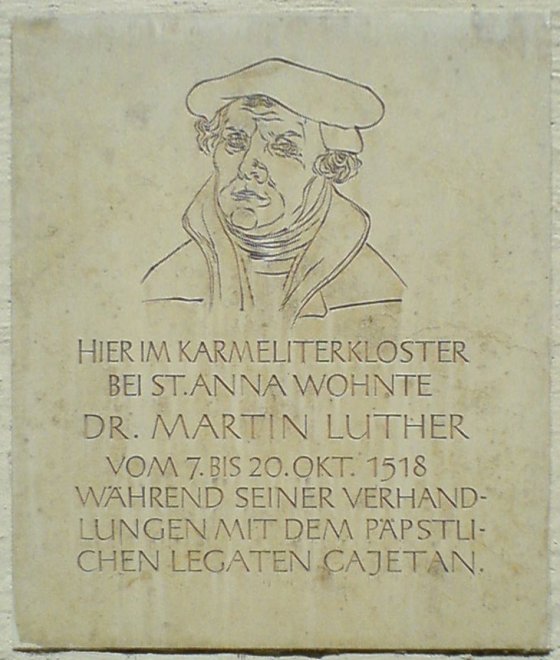 HIER IM KARMELITERKLOSTER
BEI ST. ANNA WOHNTE
DR. MARTIN LUTHER
VOM 7. BIS 20. OKT. 1518
WÄHREND SEINER VERHAND-
LUNGEN MIT DEM PÄPSTLI-
CHEN LEGATEN CAJETAN.